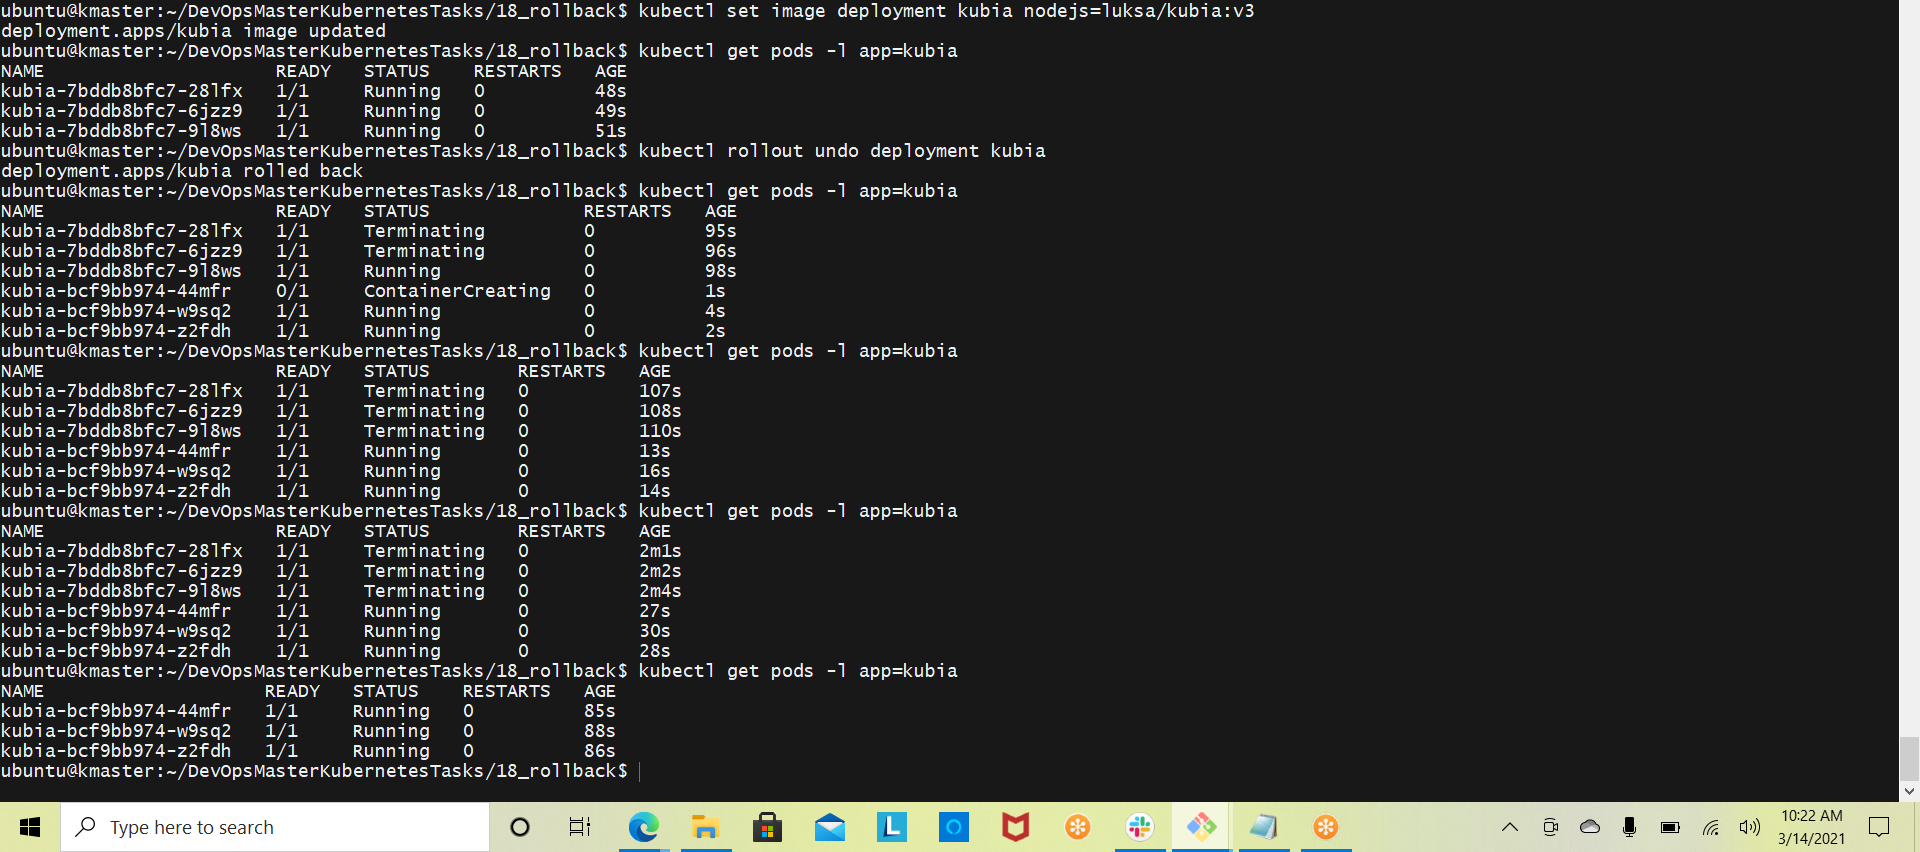 ubuntu@kmaster:~/DevOpsMasterKubernetesTasks/18_rollback$ kubectl set image deployment kubia nodejs=luksa/kubia:v3
deployment.apps/kubia image updated
ubuntu@kmaster:~/DevOpsMasterKubernetesTasks/18_rollback$ kubectl get pods -l app=kubia
NAME                     READY   STATUS    RESTARTS   AGE
kubia-7bddb8bfc7-28lfx   1/1     Running   0          48s
kubia-7bddb8bfc7-6jzz9   1/1     Running   0          49s
kubia-7bddb8bfc7-9l8ws   1/1     Running   0          51s
ubuntu@kmaster:~/DevOpsMasterKubernetesTasks/18_rollback$ kubectl rollout undo deployment kubia
deployment.apps/kubia rolled back
ubuntu@kmaster:~/DevOpsMasterKubernetesTasks/18_rollback$ kubectl get pods -l app=kubia
NAME                     READY   STATUS              RESTARTS   AGE
kubia-7bddb8bfc7-28lfx   1/1     Terminating         0          95s
kubia-7bddb8bfc7-6jzz9   1/1     Terminating         0          96s
kubia-7bddb8bfc7-9l8ws   1/1     Running             0          98s
kubia-bcf9bb974-44mfr    0/1     ContainerCreating   0          1s
kubia-bcf9bb974-w9sq2    1/1     Running             0          4s
kubia-bcf9bb974-z2fdh    1/1     Running             0          2s
ubuntu@kmaster:~/DevOpsMasterKubernetesTasks/18_rollback$ kubectl get pods -l app=kubia
NAME                     READY   STATUS        RESTARTS   AGE
kubia-7bddb8bfc7-28lfx   1/1     Terminating   0          107s
kubia-7bddb8bfc7-6jzz9   1/1     Terminating   0          108s
kubia-7bddb8bfc7-9l8ws   1/1     Terminating   0          110s
kubia-bcf9bb974-44mfr    1/1     Running       0          13s
kubia-bcf9bb974-w9sq2    1/1     Running       0          16s
kubia-bcf9bb974-z2fdh    1/1     Running       0          14s
ubuntu@kmaster:~/DevOpsMasterKubernetesTasks/18_rollback$ kubectl get pods -l app=kubia
NAME                     READY   STATUS        RESTARTS   AGE
kubia-7bddb8bfc7-28lfx   1/1     Terminating   0          2m1s
kubia-7bddb8bfc7-6jzz9   1/1     Terminating   0          2m2s
kubia-7bddb8bfc7-9l8ws   1/1     Terminating   0          2m4s
kubia-bcf9bb974-44mfr    1/1     Running       0          27s
kubia-bcf9bb974-w9sq2    1/1     Running       0          30s
kubia-bcf9bb974-z2fdh    1/1     Running       0          28s
ubuntu@kmaster:~/DevOpsMasterKubernetesTasks/18_rollback$ kubectl get pods -l app=kubia
NAME                    READY   STATUS    RESTARTS   AGE
kubia-bcf9bb974-44mfr   1/1     Running   0          85s
kubia-bcf9bb974-w9sq2   1/1     Running   0          88s
kubia-bcf9bb974-z2fdh   1/1     Running   0          86s
ubuntu@kmaster:~/DevOpsMasterKubernetesTasks/18_rollback$
Type here to search
L
10:22 AM
3/14/2021